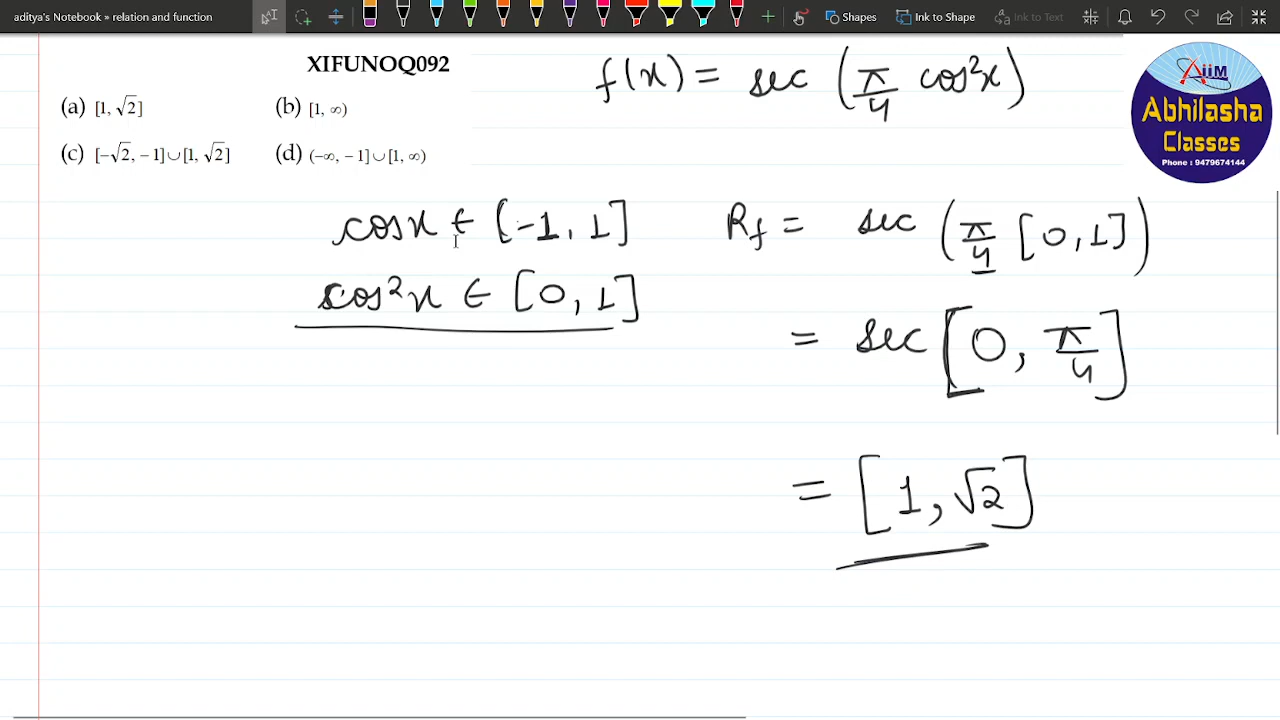 aditya's Notebook » relation and function
Shapes
Ink to Shape
Ink to Text
XIFUNOQ092
(a) [1, √2]
(b) [1, ∞)
(c) [-√2, -1]∪[1, √2]
(d) (-∞, -1]∪[1, ∞)
f(x) = sec (π/4 cos²x)
AIIM
Abhilasha
Classes
Phone : 9479674144
cosx ∈ [-1, 1]
cos²x ∈ [0, 1]
R_f = sec (π/4 [0, 1])
= sec [0, π/4]
= [1, √2]